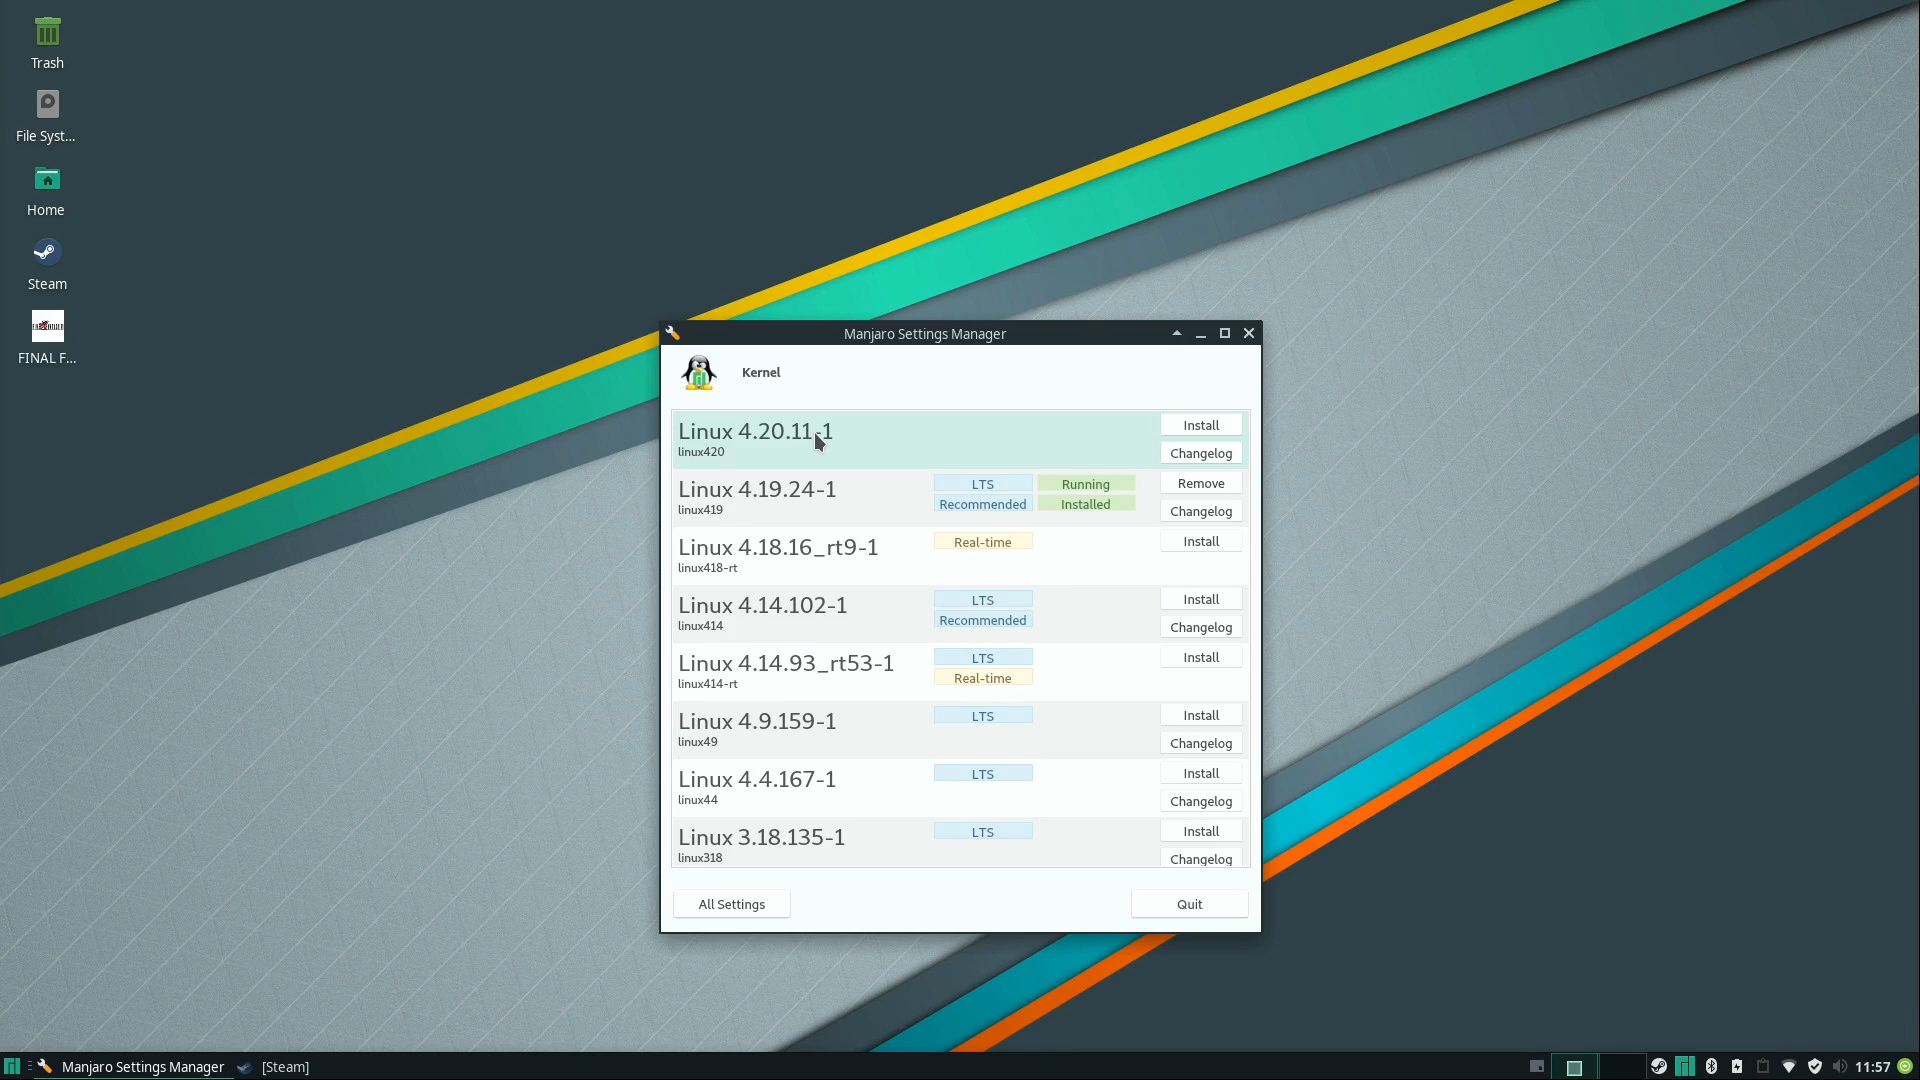 Trash
File Syst...
Home
Steam
FINAL F...
Manjaro Settings Manager
Kernel
Linux 4.20.11-1
linux420
Install
Changelog
Linux 4.19.24-1
linux419
LTS
Running
Recommended
Installed
Remove
Changelog
Linux 4.18.16_rt9-1
linux418-rt
Real-time
Install
Linux 4.14.102-1
linux414
LTS
Recommended
Install
Changelog
Linux 4.14.93_rt53-1
linux414-rt
LTS
Real-time
Install
Linux 4.9.159-1
linux49
LTS
Install
Changelog
Linux 4.4.167-1
linux44
LTS
Install
Changelog
Linux 3.18.135-1
linux318
LTS
Install
Changelog
All Settings
Quit
Manjaro Settings Manager
[Steam]
11:57